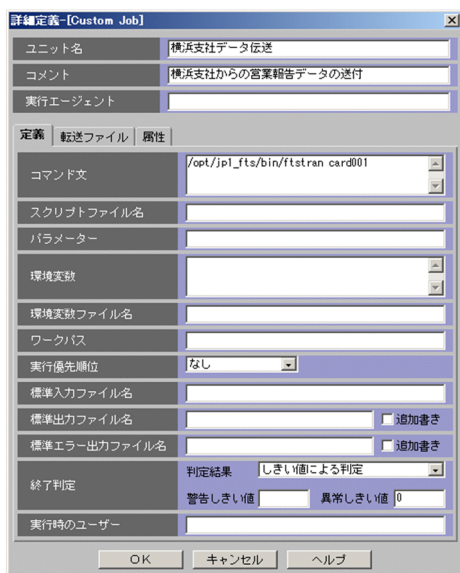 詳細定義-[Custom Job]
ユニット名 横浜支社データ伝送
コメント 横浜支社からの営業報告データの送付
実行エージェント
定義 転送ファイル 属性
コマンド文 /opt/jp1_fts/bin/ftstran card001
スクリプトファイル名
パラメーター
環境変数
環境変数ファイル名
ワークパス
実行優先順位 なし
標準入力ファイル名
標準出力ファイル名 追加書き
標準エラー出力ファイル名 追加書き
終了判定 判定結果 しきい値による判定
警告しきい値 異常しきい値 0
実行時のユーザー
OK キャンセル ヘルプ